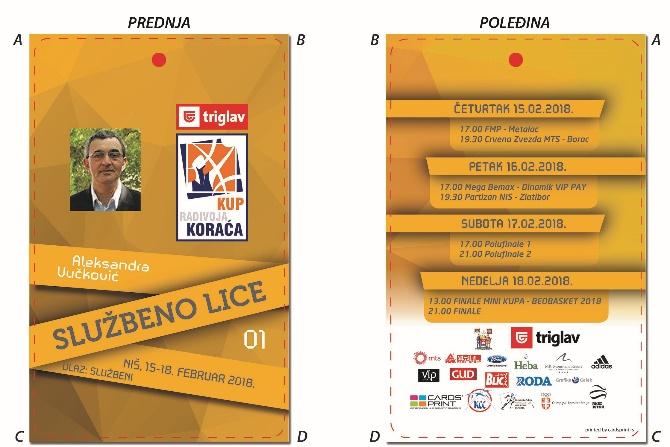 PREDNJA
A
B
triglav
KUP
RADIVOJA
KORAĆA
Aleksandra
Vučković
SLUŽBENO LICE
01
NIŠ, 15-18. FEBRUAR 2018.
ULAZ: SLUŽBENI
C
D
POLEĐINA
B
A
ČETVRTAK 15.02.2018.
17.00 FMP - Metalac
19.30 Crvena Zvezda MTS - Borac
PETAK 16.02.2018.
17.00 Mega Bemax - Dinamik VIP PAY
19.30 Partizan NIS - Zlatibor
SUBOTA 17.02.2018.
17.00 Polufinale 1
21.00 Polufinale 2
NEDELJA 18.02.2018.
13.00 FINALE MINI KUPA - BEOBASKET 2018
21.00 FINALE
triglav
mts
Ford
Heba
adidas
Vip
GUD
BLIC
RODA
Grafika Galeb
CARDS PRINT
D
C